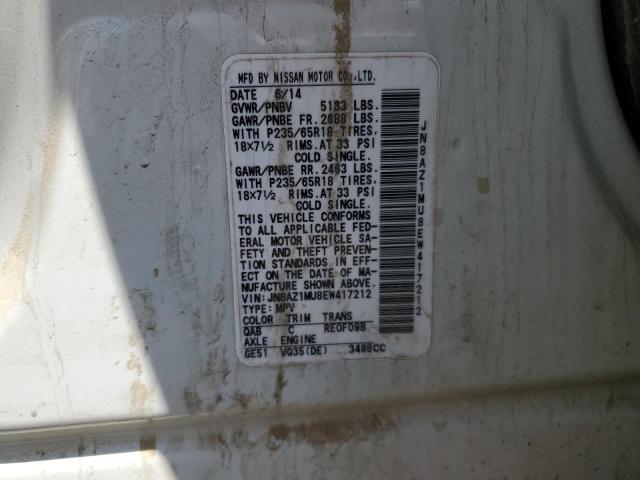 MFD BY NISSAN MOTOR CO.,LTD.
DATE 6/14
GVWR/PNBV 5133 LBS.
GAWR/PNBE FR. 2688 LBS.
WITH P235/65R18 TIRES.
18X7½ RIMS.AT 33 PSI
COLD SINGLE.
GAWR/PNBE RR. 2463 LBS.
WITH P235/65R18 TIRES.
18X7½ RIMS.AT 33 PSI
COLD SINGLE.
THIS VEHICLE CONFORMS
TO ALL APPLICABLE FED-
ERAL MOTOR VEHICLE SA-
FETY AND THEFT PREVEN-
TION STANDARDS IN EFF-
ECT ON THE DATE OF MA-
NUFACTURE SHOWN ABOVE.
VIN: JN8AZ1MU8EW417212
TYPE: MPV
COLOR TRIM TRANS
QAB C RE0F09B
AXLE ENGINE
GE51 VQ35(DE) 3498CC
JN8AZ1MU8EW417212